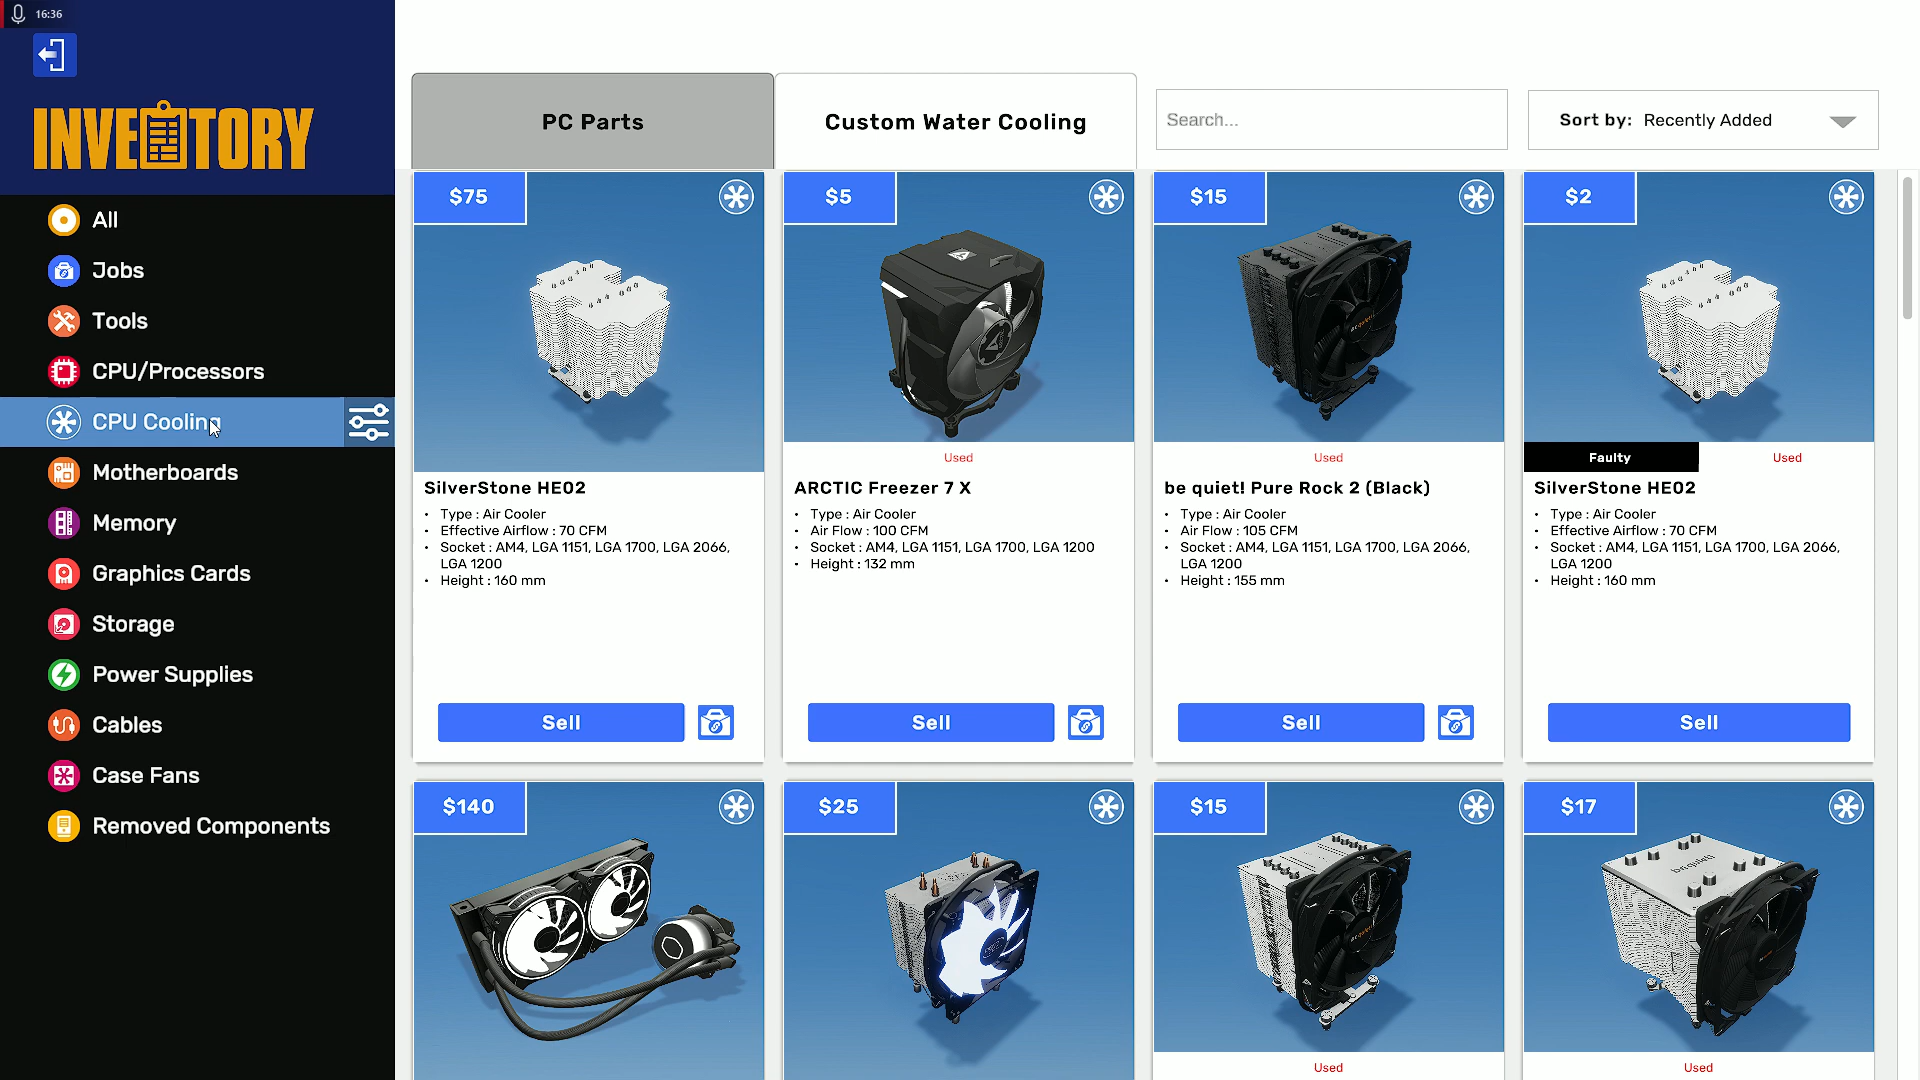 16:36
INVENTORY
All
Jobs
Tools
CPU/Processors
CPU Cooling
Motherboards
Memory
Graphics Cards
Storage
Power Supplies
Cables
Case Fans
Removed Components
PC Parts
Custom Water Cooling
Search...
Sort by: Recently Added
$75
SilverStone HE02
• Type : Air Cooler
• Effective Airflow : 70 CFM
• Socket : AM4, LGA 1151, LGA 1700, LGA 2066,
LGA 1200
• Height : 160 mm
Sell
$5
Used
ARCTIC Freezer 7 X
• Type : Air Cooler
• Air Flow : 100 CFM
• Socket : AM4, LGA 1151, LGA 1700, LGA 1200
• Height : 132 mm
Sell
$15
be quiet!
Used
be quiet! Pure Rock 2 (Black)
• Type : Air Cooler
• Air Flow : 105 CFM
• Socket : AM4, LGA 1151, LGA 1700, LGA 2066,
LGA 1200
• Height : 155 mm
Sell
$2
Faulty
Used
SilverStone HE02
• Type : Air Cooler
• Effective Airflow : 70 CFM
• Socket : AM4, LGA 1151, LGA 1700, LGA 2066,
LGA 1200
• Height : 160 mm
Sell
$140
$25
$15
be quiet!
Used
$17
be quiet!
Used